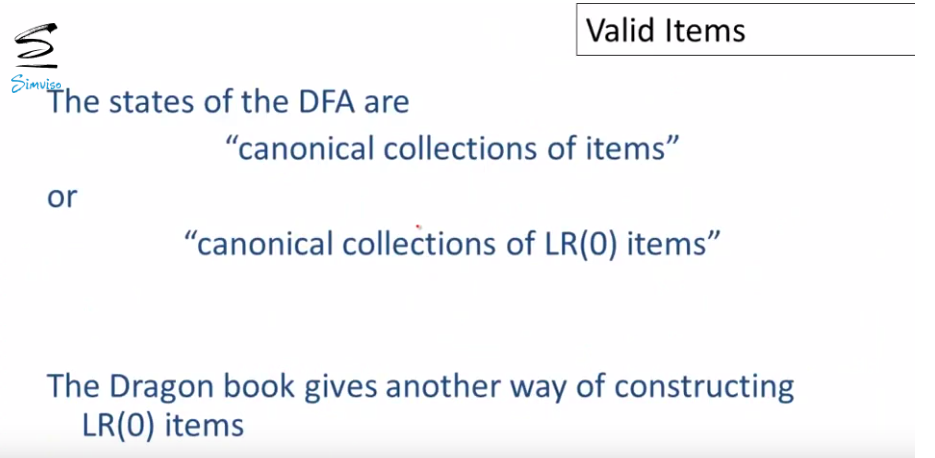 Valid Items
Simviso
The states of the DFA are
“canonical collections of items”
or
“canonical collections of LR(0) items”
The Dragon book gives another way of constructing
LR(0) items